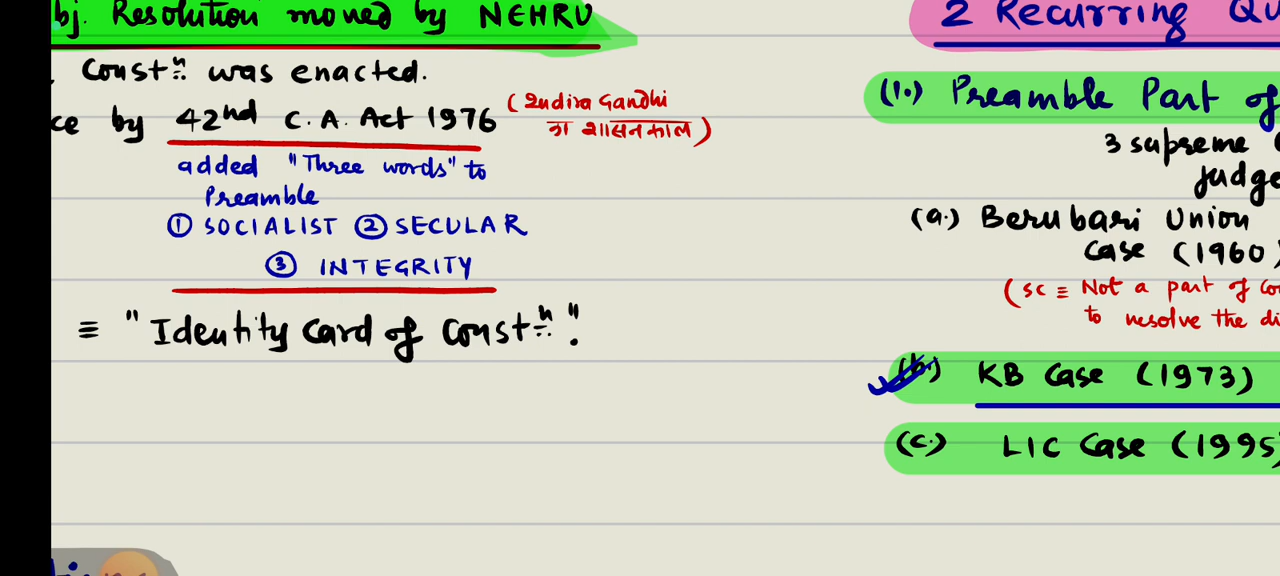 bj. Resolution moved by NEHRU
. Const:ⁿ was enacted.
ce by 42nd C.A. Act 1976 (Indira Gandhi
का शासन काल)
added "Three words" to
Preamble
① SOCIALIST ② SECULAR
③ INTEGRITY
≡ "Identity Card of Const:ⁿ".
2 Recurring Qu
(1.) Preamble Part of
3 supreme
Judge
(a.) Berubari Union
Case (1960)
(SC ≡ Not a part of Co
to resolve the di
(b.) KB Case (1973)
(c.) LIC Case (1995